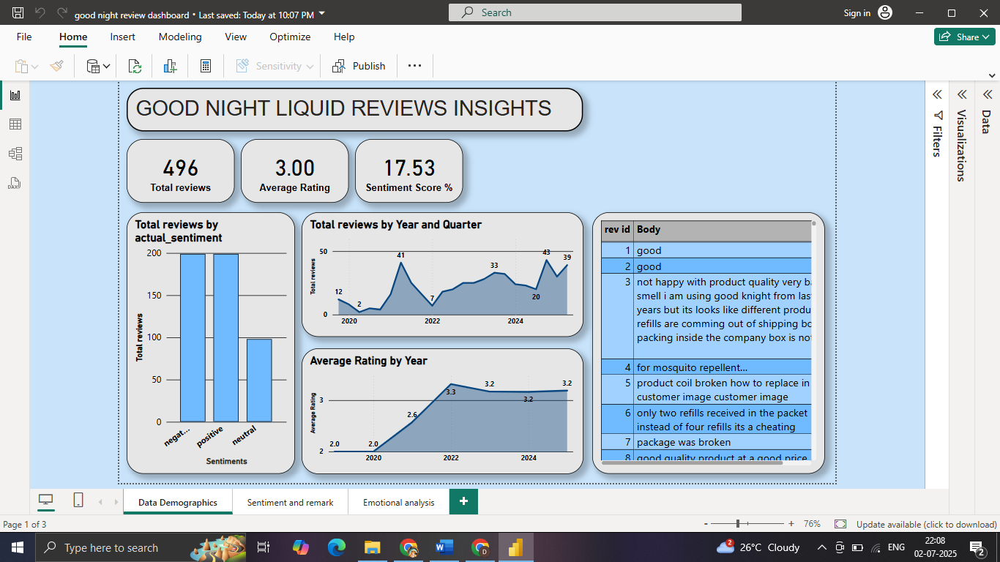 good night review dashboard • Last saved: Today at 10:07 PM
Search
Sign in
File
Home
Insert
Modeling
View
Optimize
Help
Share
Sensitivity
Publish
GOOD NIGHT LIQUID REVIEWS INSIGHTS
496
Total reviews
3.00
Average Rating
17.53
Sentiment Score %
Total reviews by
actual_sentiment
Total reviews
200
150
100
50
0
negat...
positive
neutral
Sentiments
Total reviews by Year and Quarter
Total reviews
50
0
12
2
41
7
33
20
43
39
2020
2022
2024
Average Rating by Year
Average Rating
3
2
2.0
2.0
2.6
3.3
3.2
3.2
3.2
2020
2022
2024
rev id Body
1 good
2 good
3 not happy with product quality very ba
smell i am using good knight from las
years but its looks like different produ
refills are comming out of shipping bo
packing inside the company box is no
4 for mosquito repellent...
5 product coil broken how to replace in
customer image customer image
6 only two refills received in the packet
instead of four refills its a cheating
7 package was broken
8 good quality product at a good price
Filters
Visualizations
Data
DAX
Data Demographics
Sentiment and remark
Emotional analysis
Page 1 of 3
76%
Update available (click to download)
Type here to search
2
26°C Cloudy
ENG
22:08
02-07-2025
2